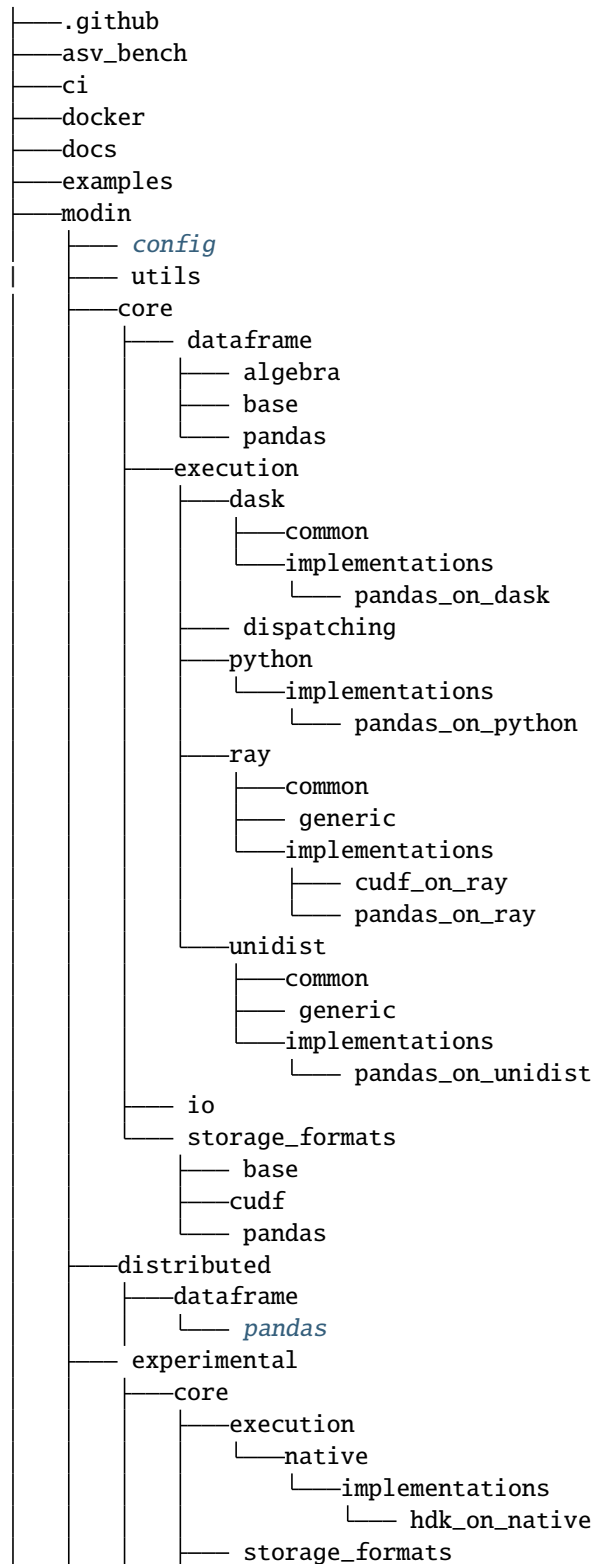 ├───.github
├───asv_bench
├───ci
├───docker
├───docs
├───examples
├───modin
│   ├─── config
|   ├─── utils
│   ├───core
│   │   ├─── dataframe
│   │   │   ├─── algebra
│   │   │   ├─── base
│   │   │   └─── pandas
│   │   ├───execution
│   │   │   ├───dask
│   │   │   │   ├───common
│   │   │   │   └───implementations
│   │   │   │       └─── pandas_on_dask
│   │   │   ├─── dispatching
│   │   │   ├───python
│   │   │   │   └───implementations
│   │   │   │       └─── pandas_on_python
│   │   │   ├───ray
│   │   │   │   ├───common
│   │   │   │   ├─── generic
│   │   │   │   └───implementations
│   │   │   │       ├─── cudf_on_ray
│   │   │   │       └─── pandas_on_ray
│   │   │   └───unidist
│   │   │       ├───common
│   │   │       ├─── generic
│   │   │       └───implementations
│   │   │           └─── pandas_on_unidist
│   │   ├─── io
│   │   └─── storage_formats
│   │       ├─── base
│   │       ├───cudf
│   │       └─── pandas
│   ├───distributed
│   │   ├───dataframe
│   │   │   └─── pandas
│   ├─── experimental
│   │   ├───core
│   │   │   ├───execution
│   │   │   │   └───native
│   │   │   │       └───implementations
│   │   │   │           └─── hdk_on_native
│   │   │   ├─── storage_formats